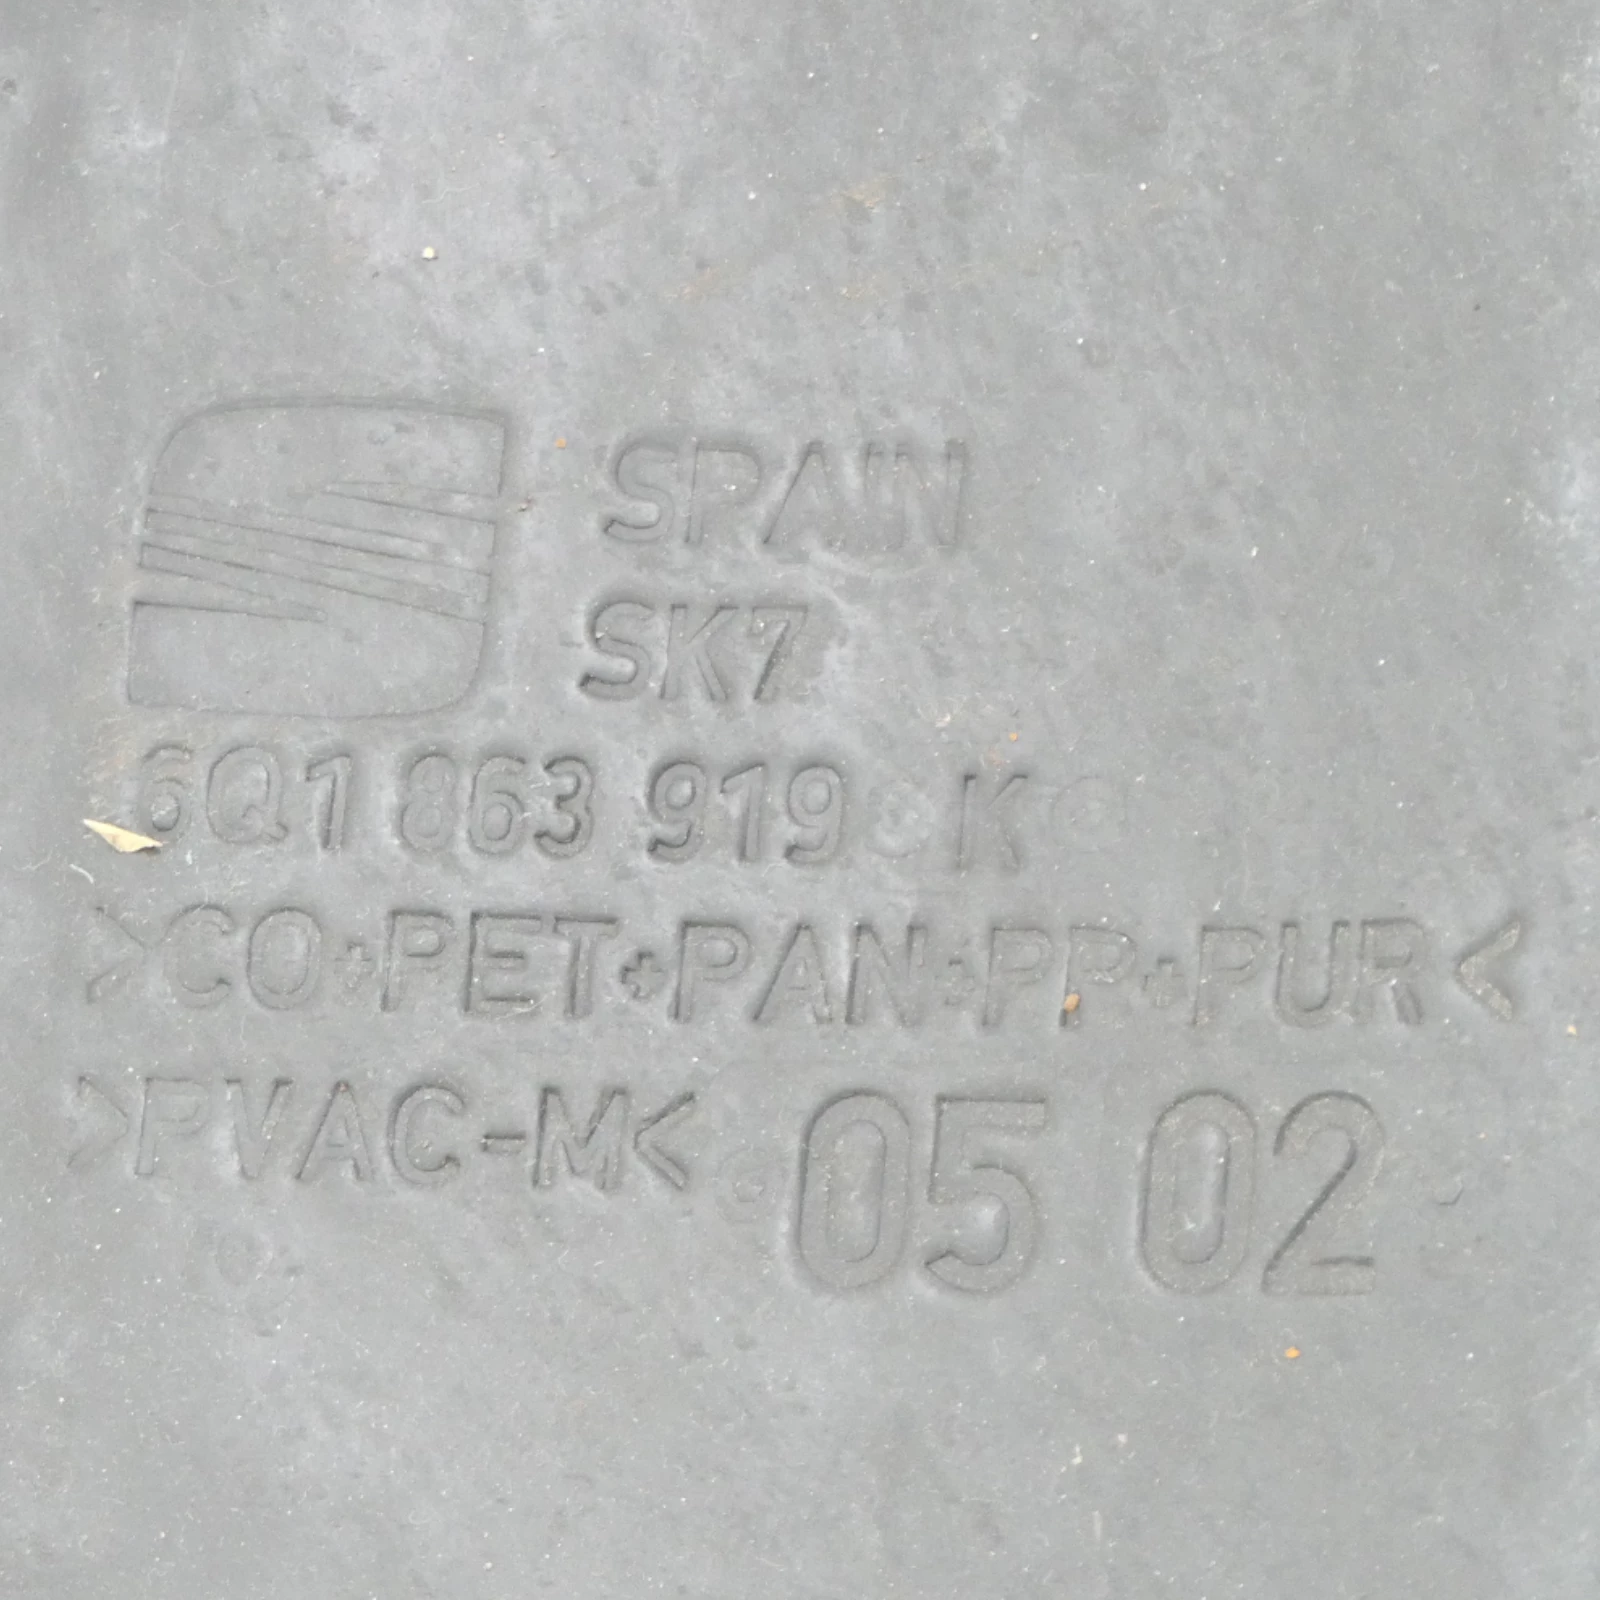 SPAIN
SK7
6Q1 863 919 K
>CO+PET+PAN+PP+PUR<
>PVAC-M< 05 02